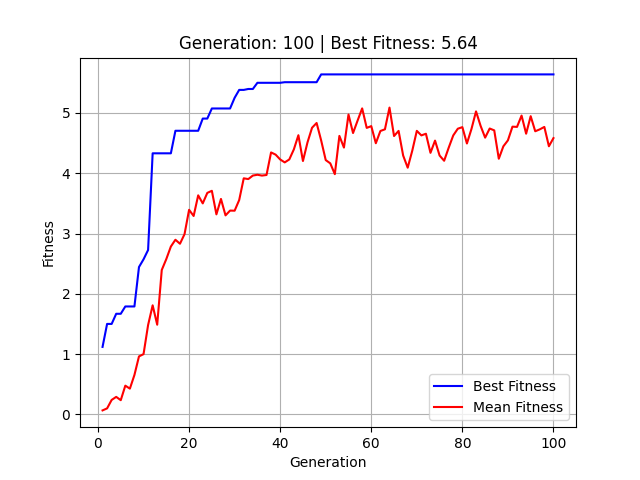 Generation: 100 | Best Fitness: 5.64
Fitness
5
4
3
2
1
0
0 20 40 60 80 100
Generation
Best Fitness
Mean Fitness